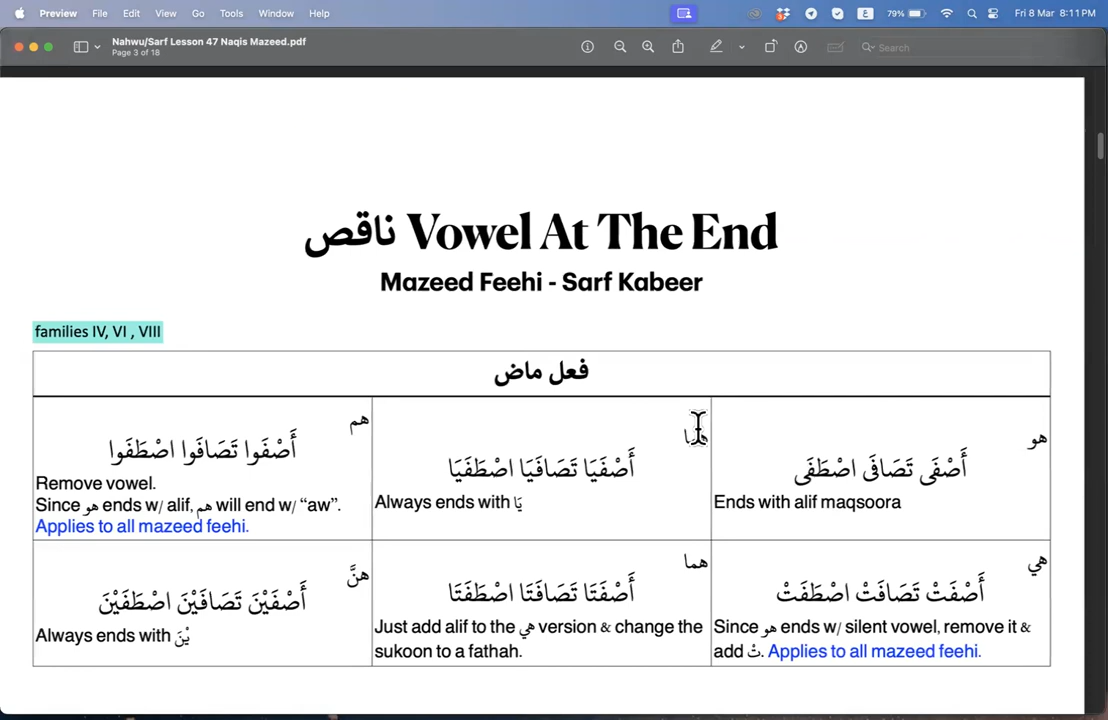 Preview File Edit View Go Tools Window Help 79% Fri 8 Mar 8:11 PM
Nahwu/Sarf Lesson 47 Naqis Mazeed.pdf
Page 3 of 18
Search
ناقص Vowel At The End
Mazeed Feehi - Sarf Kabeer
families IV, VI , VIII
فعل ماض
هو
أَصْفَى تَصَافَى اصْطَفَى
Ends with alif maqsoora
هما
أَصْفَيَا تَصَافَيَا اصْطَفَيَا
Always ends with يَا
هم
أَصْفَوا تَصَافَوا اصْطَفَوا
Remove vowel.
Since هو ends w/ alif, هم will end w/ “aw”.
Applies to all mazeed feehi.
هي
أَصْفَتْ تَصَافَتْ اصْطَفَتْ
Since هو ends w/ silent vowel, remove it &
add تْ. Applies to all mazeed feehi.
هما
أَصْفَتَا تَصَافَتَا اصْطَفَتَا
Just add alif to the هي version & change the
sukoon to a fathah.
هنَّ
أَصْفَيْنَ تَصَافَيْنَ اصْطَفَيْنَ
Always ends with يْنَ